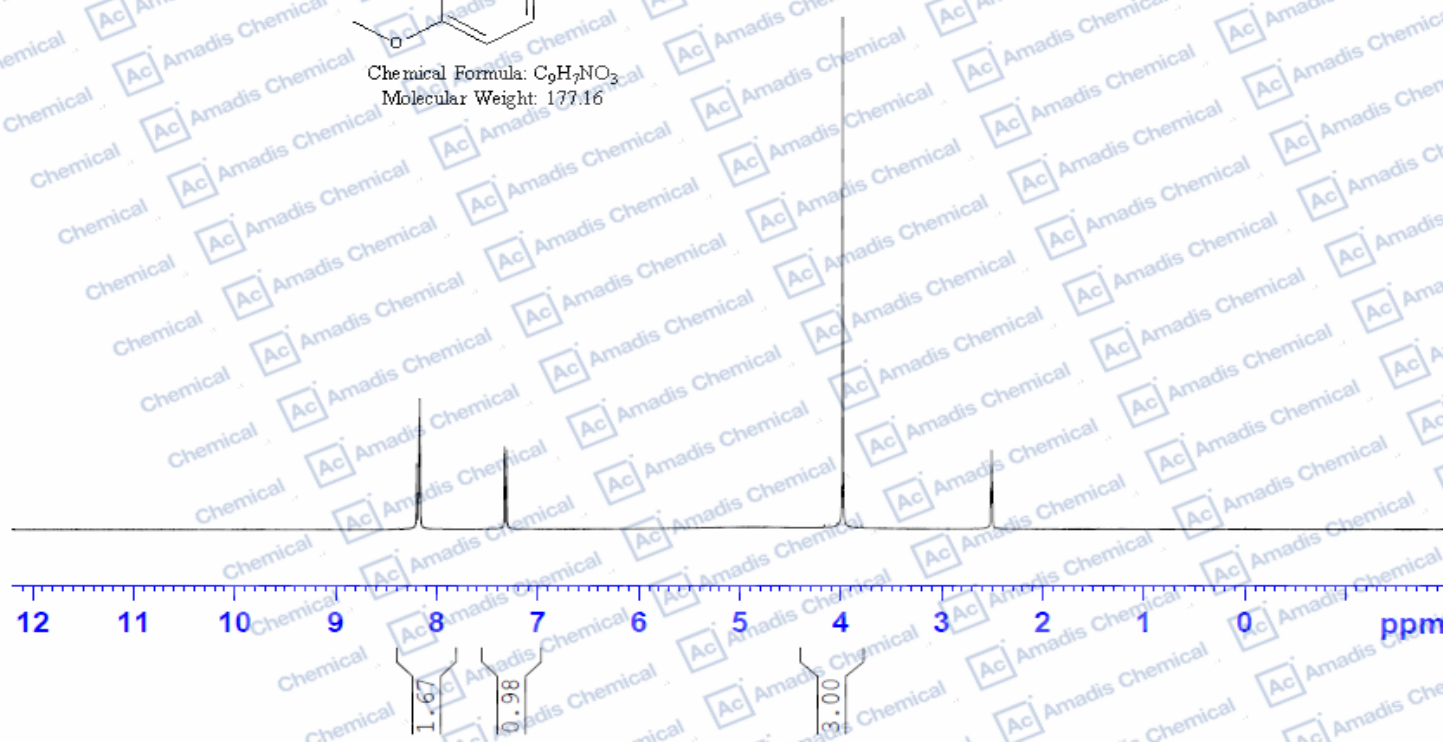 O
Chemical Formula: C₉H₇NO₃
Molecular Weight: 177.16
12 11 10 9 8 7 6 5 4 3 2 1 0 ppm
1.67 0.98 3.00
Ac Amadis Chemical